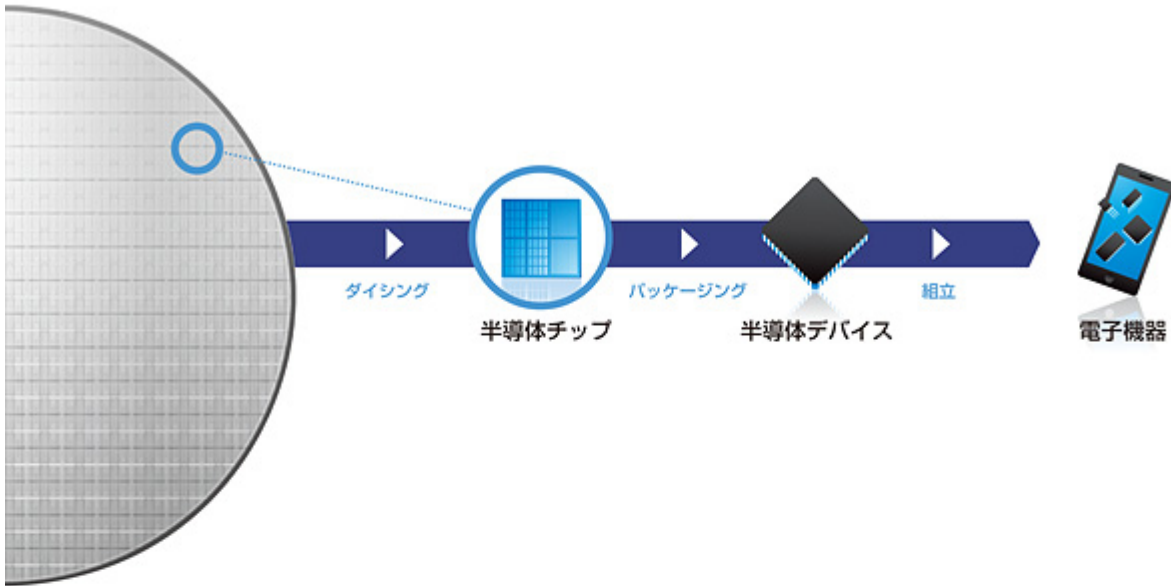 ダイシング
パッケージング
組立
半導体チップ
半導体デバイス
電子機器